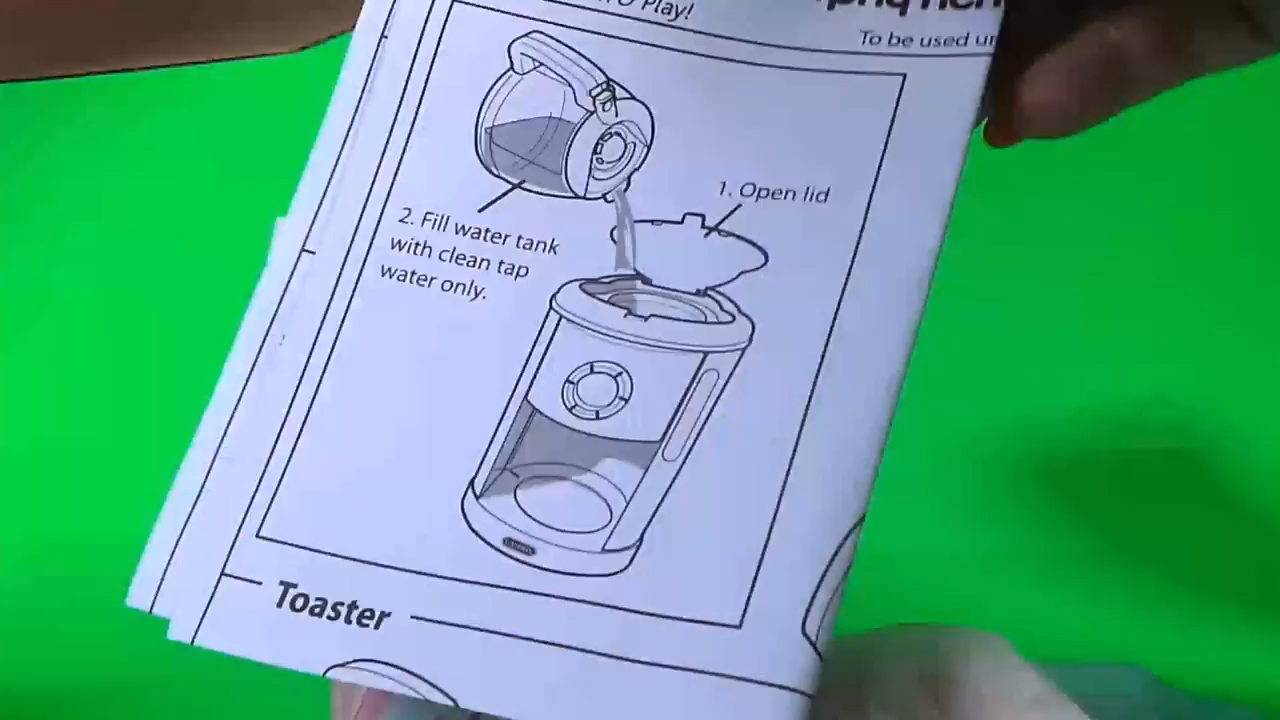 Play!
To be used
1. Open lid
2. Fill water tank
with clean tap
water only.
Toaster